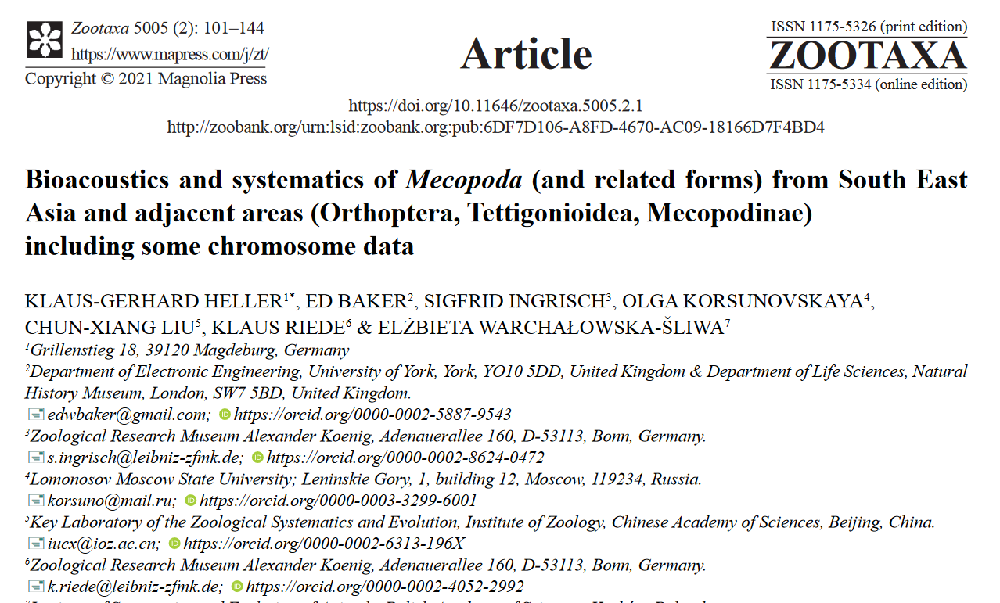 Zootaxa 5005 (2): 101–144
https://www.mapress.com/j/zt/
Copyright © 2021 Magnolia Press
Article
ISSN 1175-5326 (print edition)
ZOOTAXA
ISSN 1175-5334 (online edition)
https://doi.org/10.11646/zootaxa.5005.2.1
http://zoobank.org/urn:lsid:zoobank.org:pub:6DF7D106-A8FD-4670-AC09-18166D7F4BD4
Bioacoustics and systematics of Mecopoda (and related forms) from South East
Asia and adjacent areas (Orthoptera, Tettigonioidea, Mecopodinae)
including some chromosome data
KLAUS-GERHARD HELLER1*, ED BAKER2, SIGFRID INGRISCH3, OLGA KORSUNOVSKAYA4,
CHUN-XIANG LIU5, KLAUS RIEDE6 & ELŻBIETA WARCHAŁOWSKA-ŠLIWA7
1Grillenstieg 18, 39120 Magdeburg, Germany
2Department of Electronic Engineering, University of York, York, YO10 5DD, United Kingdom & Department of Life Sciences, Natural
History Museum, London, SW7 5BD, United Kingdom.
edwbaker@gmail.com; iD https://orcid.org/0000-0002-5887-9543
3Zoological Research Museum Alexander Koenig, Adenauerallee 160, D-53113, Bonn, Germany.
s.ingrisch@leibniz-zfmk.de; iD https://orcid.org/0000-0002-8624-0472
4Lomonosov Moscow State University; Leninskie Gory, 1, building 12, Moscow, 119234, Russia.
korsuno@mail.ru; iD https://orcid.org/0000-0003-3299-6001
5Key Laboratory of the Zoological Systematics and Evolution, Institute of Zoology, Chinese Academy of Sciences, Beijing, China.
iucx@ioz.ac.cn; iD https://orcid.org/0000-0002-6313-196X
6Zoological Research Museum Alexander Koenig, Adenauerallee 160, D-53113, Bonn, Germany.
k.riede@leibniz-zfmk.de; iD https://orcid.org/0000-0002-4052-2992